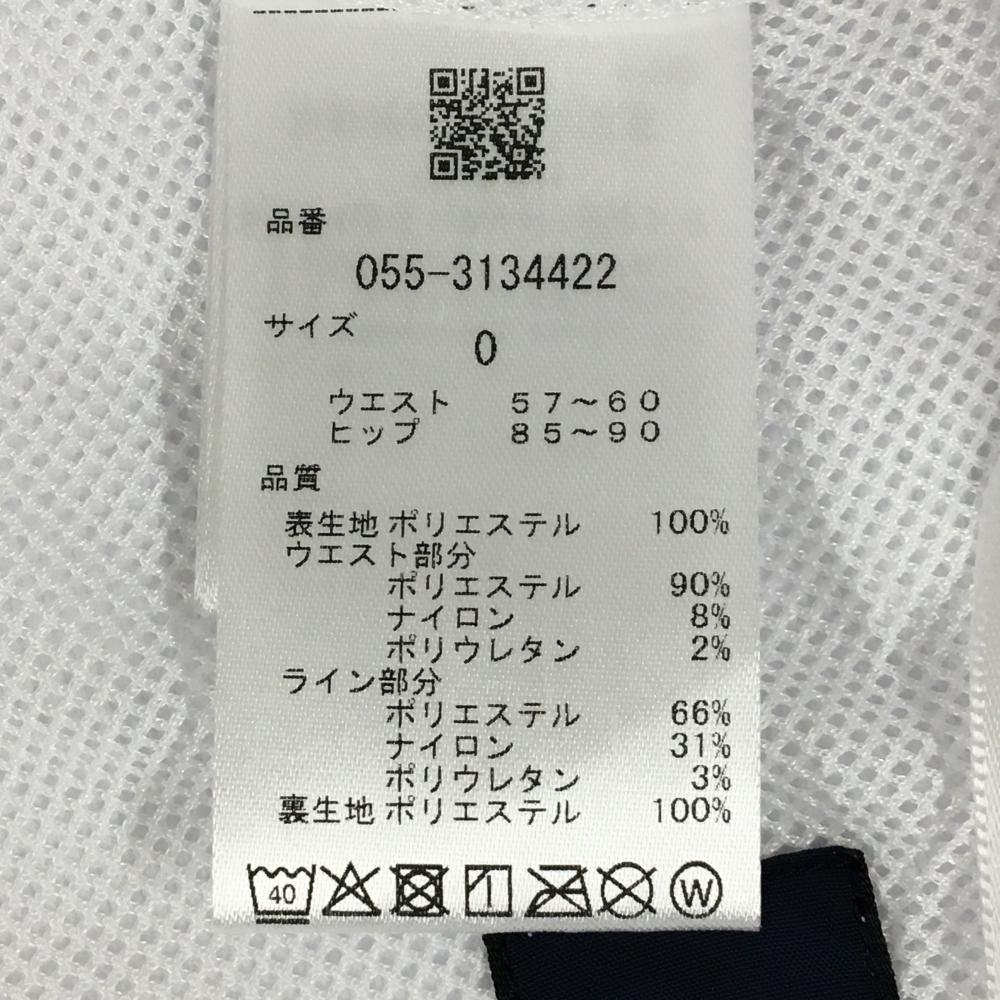 品番
055-3134422
サイズ
0
ウエスト 57～60
ヒップ 85～90
品質
表生地 ポリエステル 100%
ウエスト部分
ポリエステル 90%
ナイロン 8%
ポリウレタン 2%
ライン部分
ポリエステル 66%
ナイロン 31%
ポリウレタン 3%
裏生地 ポリエステル 100%
40 W